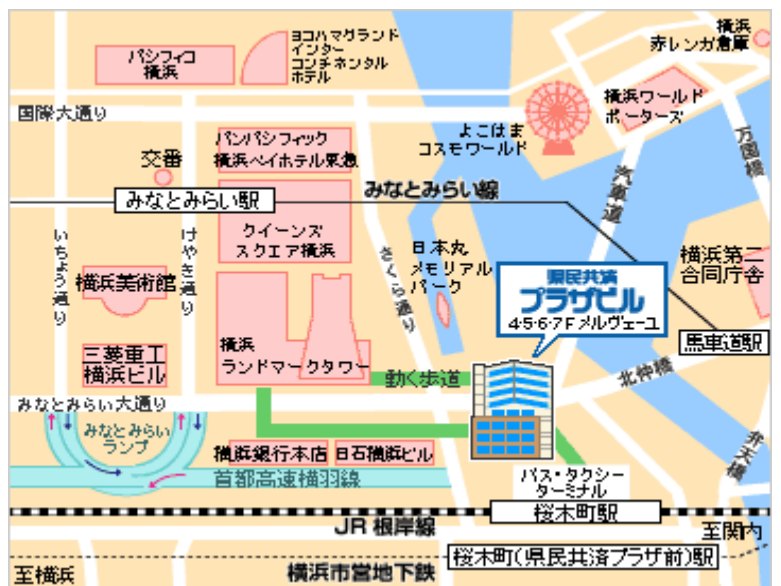 ヨコハマグランド
インター
コンチネンタル
ホテル
パシフィコ
横浜
横浜
赤レンガ倉庫
横浜ワールド
ポーターズ
国際大通り
パンパシフィック
横浜ベイホテル東急
よこはま
コスモワールド
万国橋
汽車道
交番
みなとみらい駅
みなとみらい線
クイーンズ
スクエア横浜
いちょう通り
けやき通り
さくら通り
日本丸
メモリアル
パーク
横浜第二
合同庁舎
横浜美術館
県民共済
プラザビル
4・5・6・7F メルヴェーユ
馬車道駅
三菱重工
横浜ビル
横浜
ランドマークタワー
動く歩道
北仲橋
みなとみらい大通り
みなとみらい
ランプ
弁天橋
横浜銀行本店
日石横浜ビル
首都高速横羽線
バス・タクシー
ターミナル
桜木町駅
JR 根岸線
至関内
桜木町(県民共済プラザ前)駅
至横浜
横浜市営地下鉄